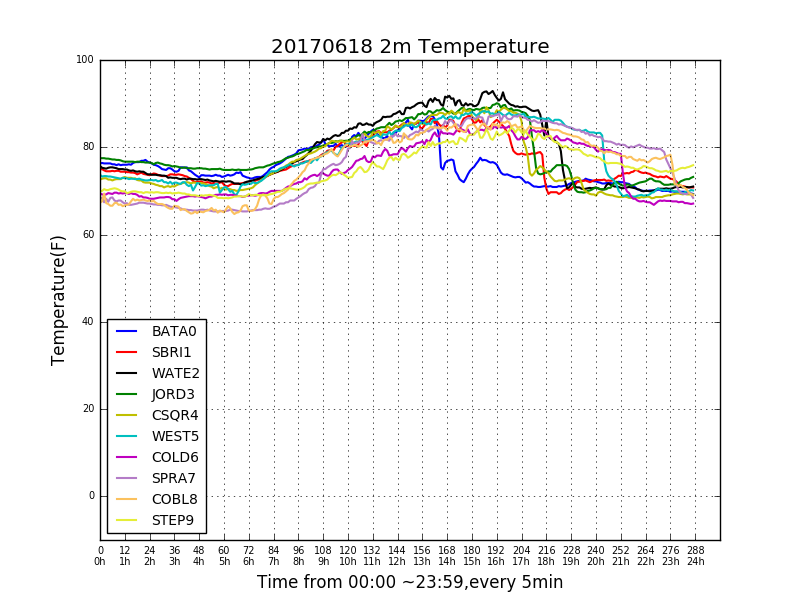 20170618 2m Temperature
100
80
60
40
20
0
Temperature(F)
BATA0
SBRI1
WATE2
JORD3
CSQR4
WEST5
COLD6
SPRA7
COBL8
STEP9
0 12 24 36 48 60 72 84 96 108 120 132 144 156 168 180 192 204 216 228 240 252 264 276 288
0h 1h 2h 3h 4h 5h 6h 7h 8h 9h 10h 11h 12h 13h 14h 15h 16h 17h 18h 19h 20h 21h 22h 23h 24h
Time from 00:00 ~23:59,every 5min